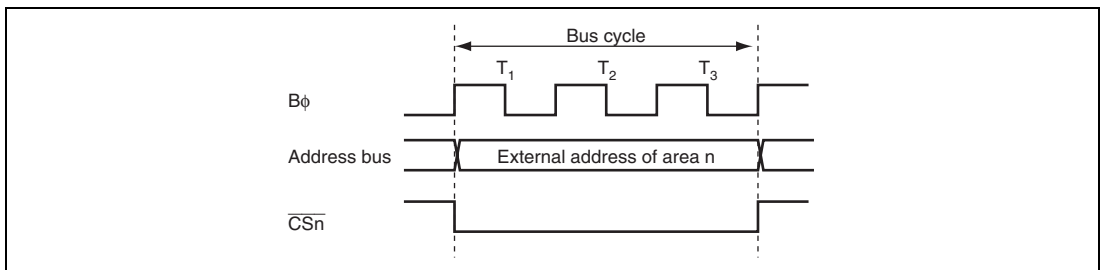 Bus cycle
T1 T2 T3
Bϕ
Address bus External address of area n
CSn